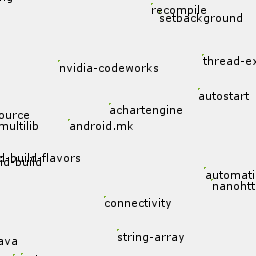 recompile
setbackground
thread-ex
nvidia-codeworks
autostart
achartengine
ource
multilib
android.mk
d-build-flavors
automati
nanohtt
connectivity
string-array
ava